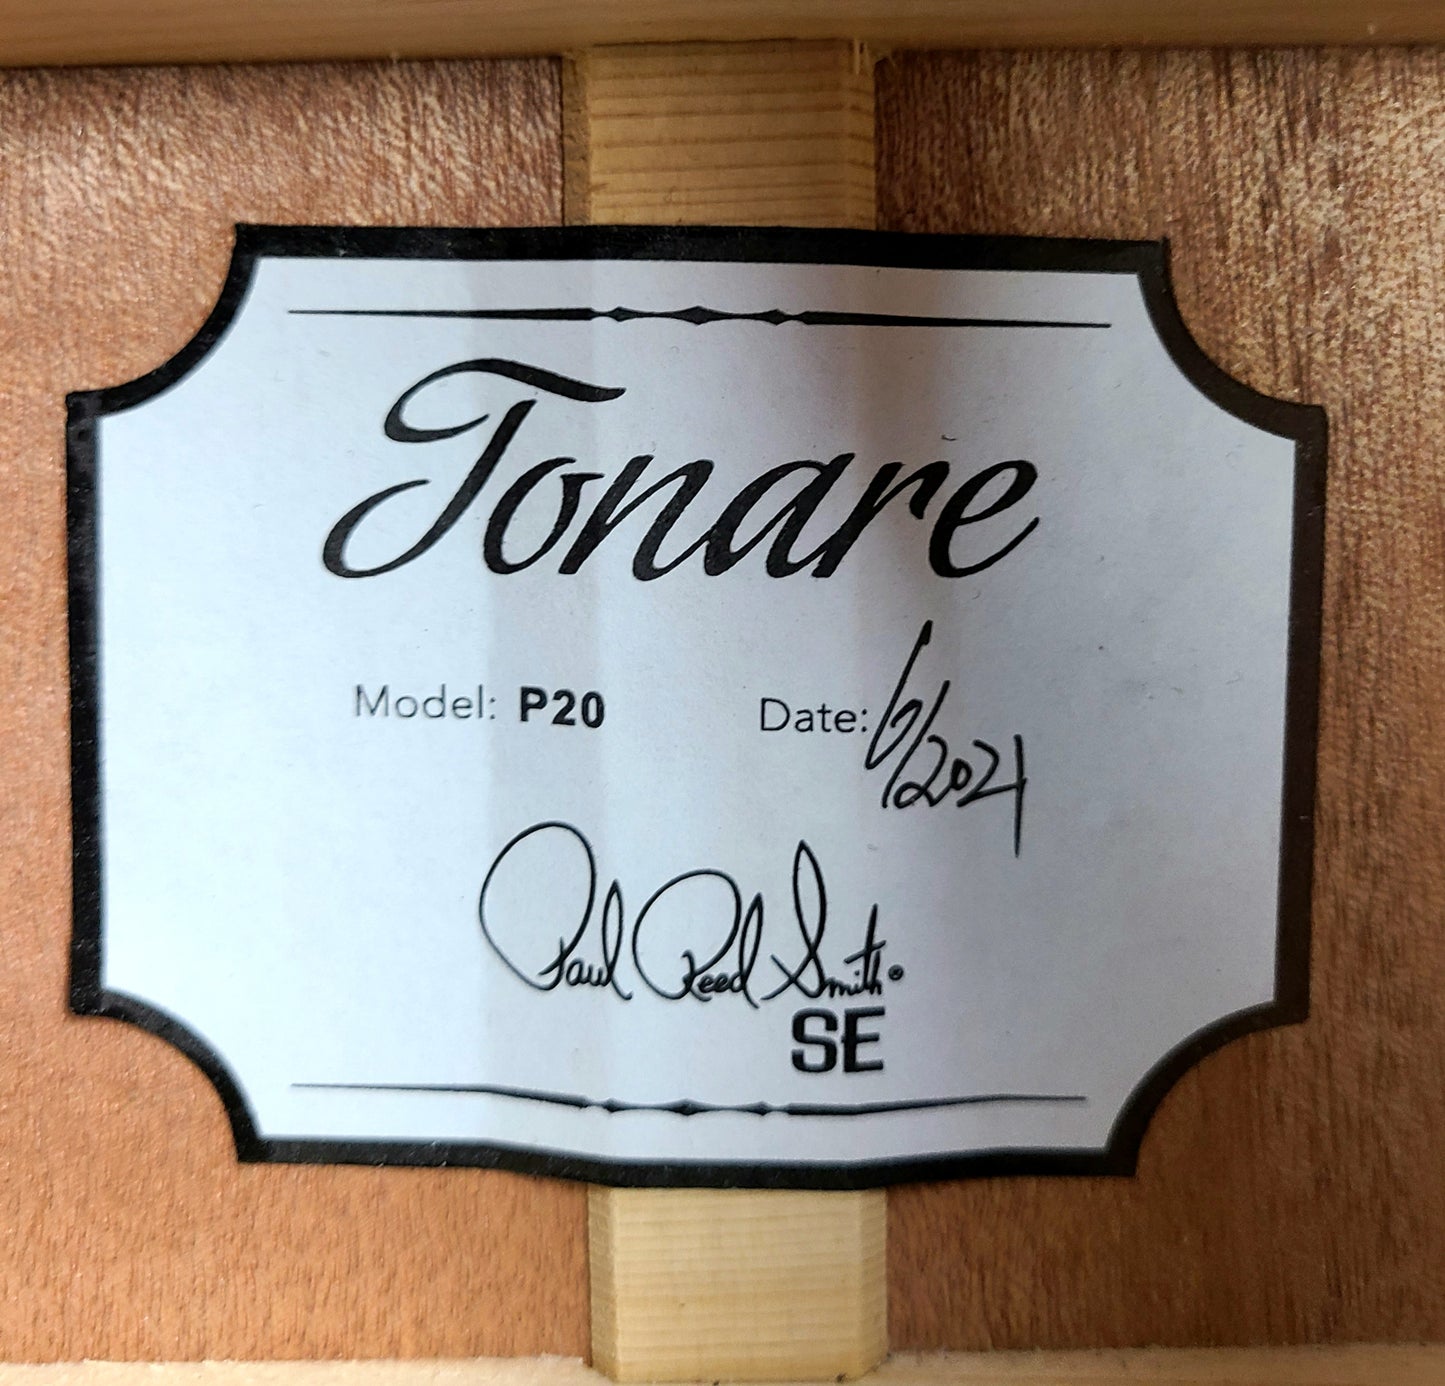 Tonare
Model: P20 Date: 6/2021
Paul Reed Smith®
SE